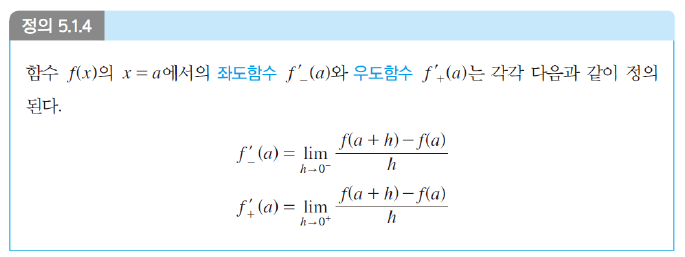 정의 5.1.4
함수 f(x)의 x=a에서의 좌도함수 f′₋(a)와 우도함수 f′₊(a)는 각각 다음과 같이 정의
된다.
f′₋(a) = lim_{h→0⁻} (f(a+h)−f(a))/h
f′₊(a) = lim_{h→0⁺} (f(a+h)−f(a))/h